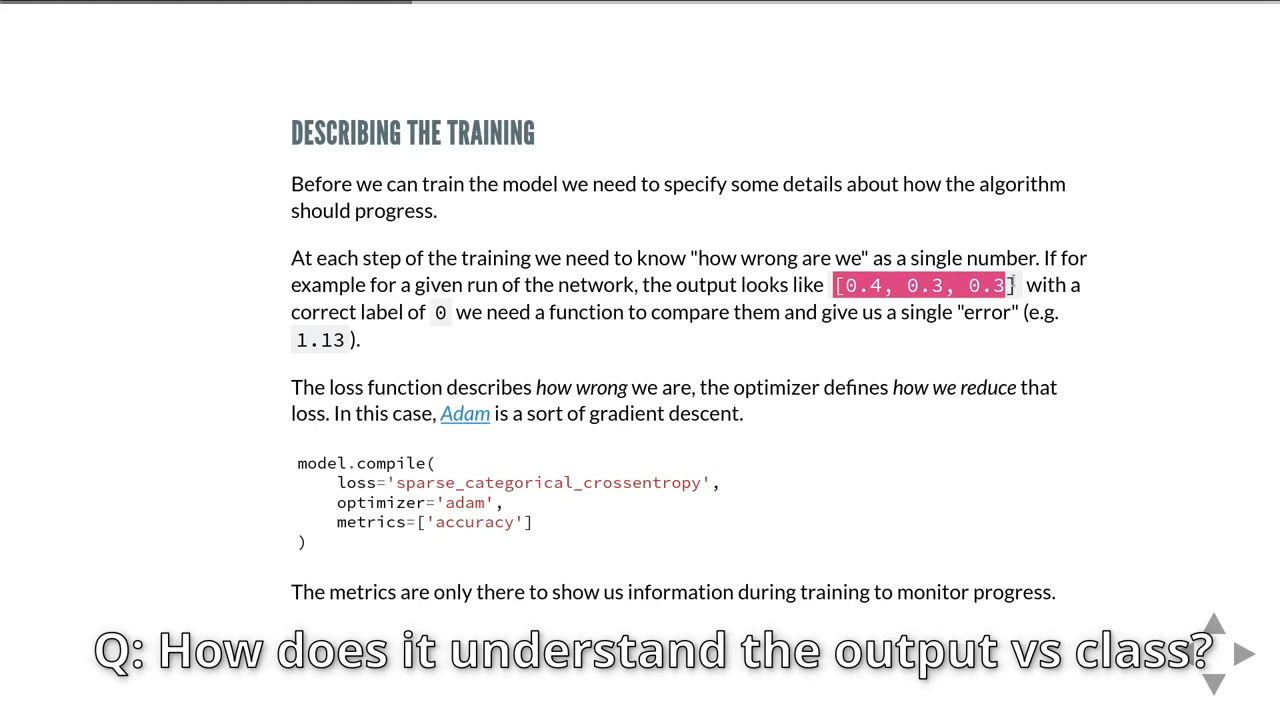 DESCRIBING THE TRAINING
Before we can train the model we need to specify some details about how the algorithm
should progress.
At each step of the training we need to know "how wrong are we" as a single number. If for
example for a given run of the network, the output looks like [0.4, 0.3, 0.3] with a
correct label of 0 we need a function to compare them and give us a single "error" (e.g.
1.13).
The loss function describes how wrong we are, the optimizer defines how we reduce that
loss. In this case, Adam is a sort of gradient descent.
model.compile(
    loss='sparse_categorical_crossentropy',
    optimizer='adam',
    metrics=['accuracy']
)
The metrics are only there to show us information during training to monitor progress.
Q: How does it understand the output vs class?